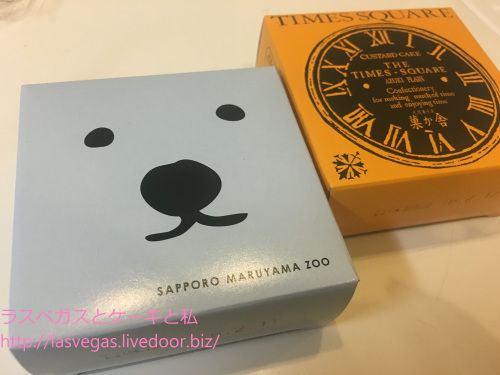 TIMES SQUARE
CUSTARD CAKE
THE
TIMES-SQUARE
AZUKI PLAIN
Confectionery
for making much of time
and enjoying time
菓か舎
SAPPORO MARUYAMA ZOO
ラスベガスとケーキと私
http://lasvegas.livedoor.biz/